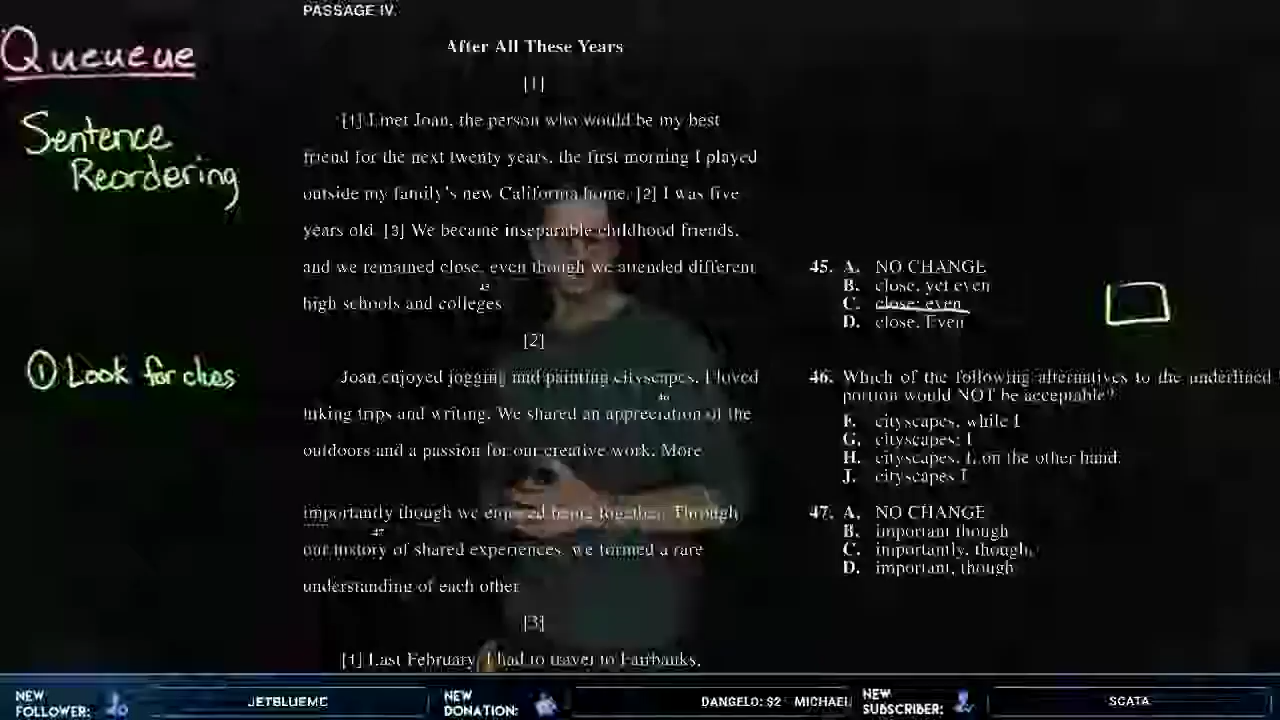 PASSAGE IV.
After All These Years
[1]
[1] I met Joan, the person who would be my best
friend for the next twenty years, the first morning I played
outside my family's new California home. [2] I was five
years old. [3] We became inseparable childhood friends,
and we remained close, even though we attended different
45
high schools and colleges
[2]
Joan enjoyed jogging and painting cityscapes. I loved
46
hiking trips and writing. We shared an appreciation of the
outdoors and a passion for our creative work. More
importantly though we enjoyed being together. Through
47
our history of shared experiences, we formed a rare
understanding of each other
[3]
[1] Last February, I had to travel to Fairbanks,
Queueue
Sentence
Reordering
① Look for clues
45. A. NO CHANGE
B. close, yet even
C. close; even
D. close. Even
46. Which of the following alternatives to the underlined
portion would NOT be acceptable?
F. cityscapes, while I
G. cityscapes; I
H. cityscapes. I, on the other hand,
J. cityscapes I
47. A. NO CHANGE
B. important though
C. importantly, though,
D. important, though
NEW FOLLOWER: JETBLUEME
NEW DONATION: DANGELO: $2 MICHAEL
NEW SUBSCRIBER: SCATA